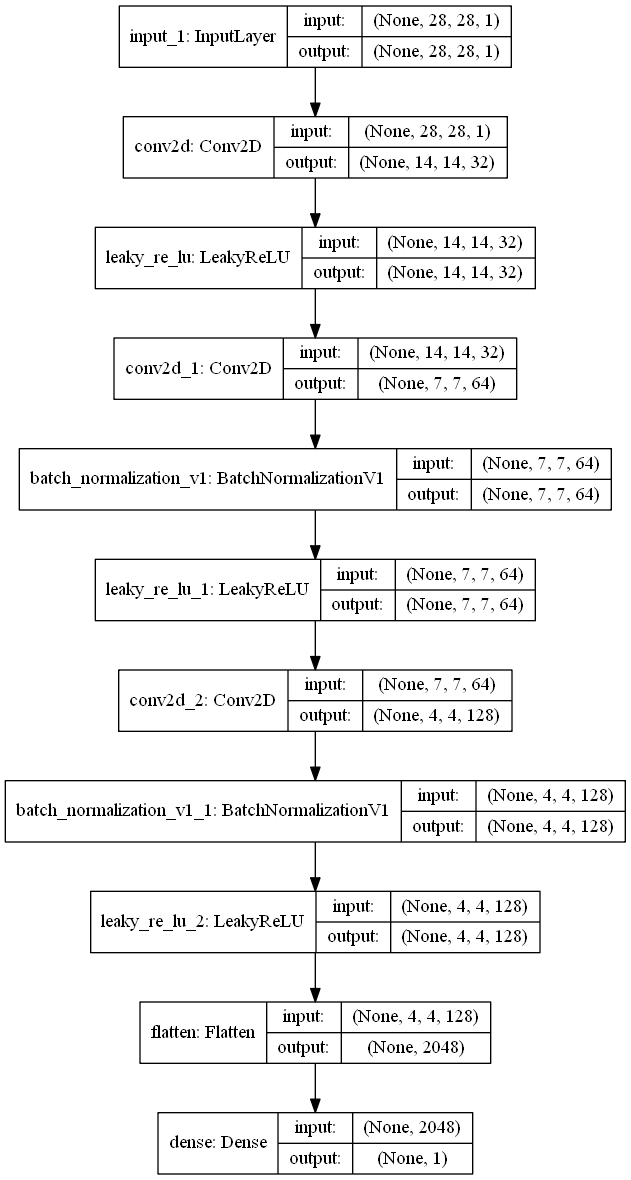 input_1: InputLayer
input: (None, 28, 28, 1)
output: (None, 28, 28, 1)
conv2d: Conv2D
input: (None, 28, 28, 1)
output: (None, 14, 14, 32)
leaky_re_lu: LeakyReLU
input: (None, 14, 14, 32)
output: (None, 14, 14, 32)
conv2d_1: Conv2D
input: (None, 14, 14, 32)
output: (None, 7, 7, 64)
batch_normalization_v1: BatchNormalizationV1
input: (None, 7, 7, 64)
output: (None, 7, 7, 64)
leaky_re_lu_1: LeakyReLU
input: (None, 7, 7, 64)
output: (None, 7, 7, 64)
conv2d_2: Conv2D
input: (None, 7, 7, 64)
output: (None, 4, 4, 128)
batch_normalization_v1_1: BatchNormalizationV1
input: (None, 4, 4, 128)
output: (None, 4, 4, 128)
leaky_re_lu_2: LeakyReLU
input: (None, 4, 4, 128)
output: (None, 4, 4, 128)
flatten: Flatten
input: (None, 4, 4, 128)
output: (None, 2048)
dense: Dense
input: (None, 2048)
output: (None, 1)